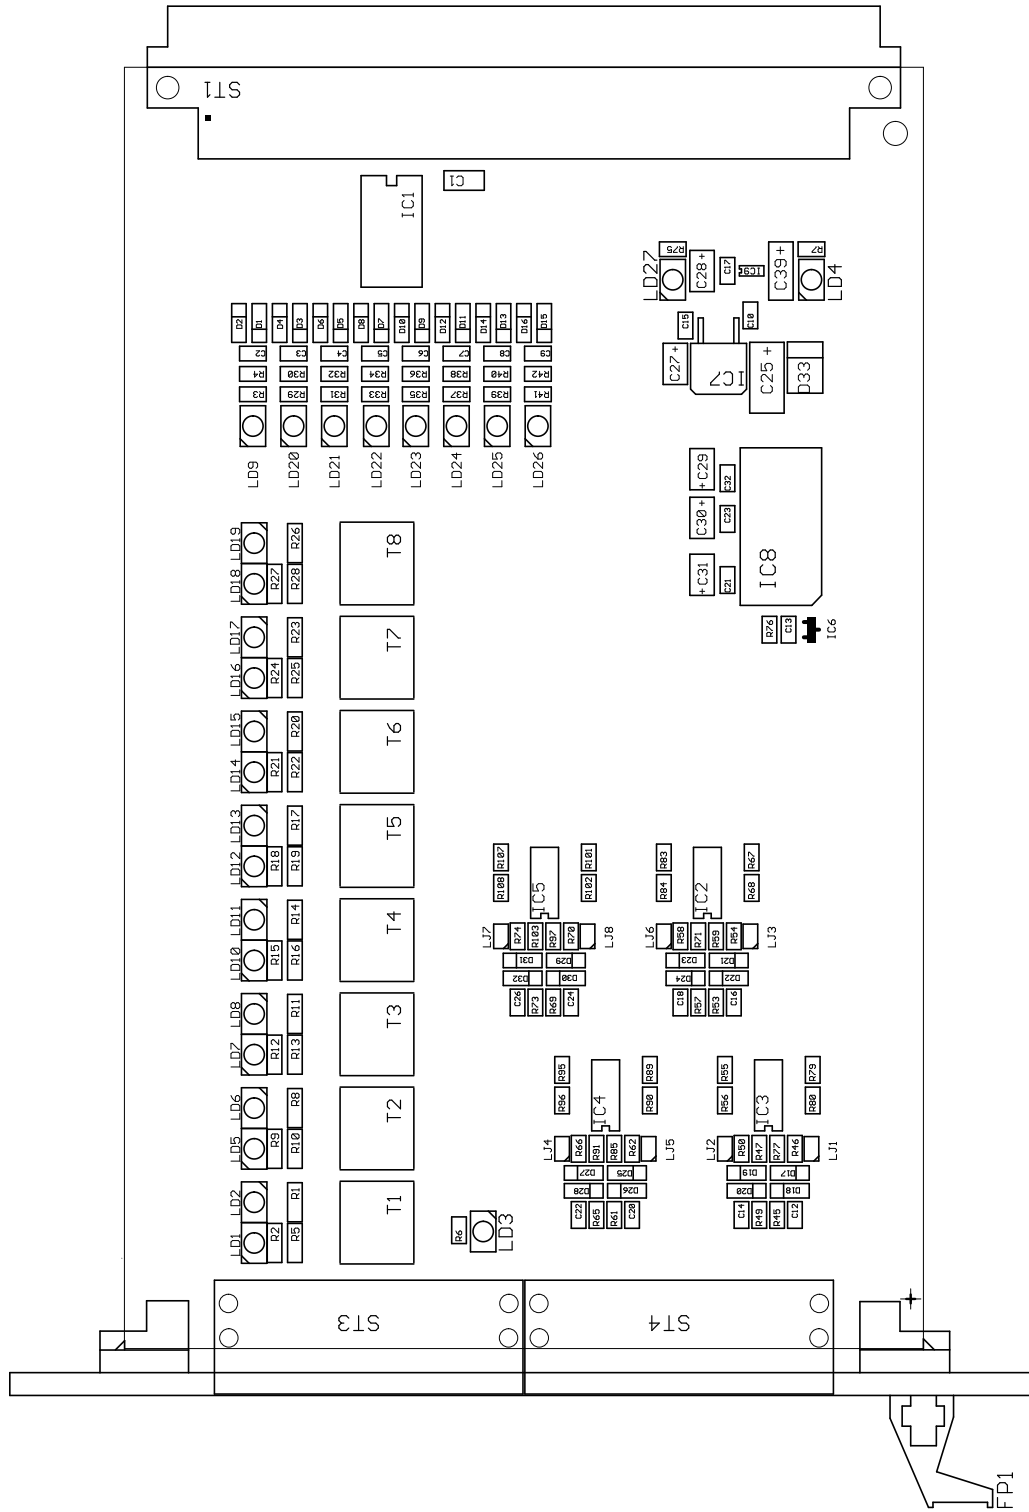 ST1
C1
IC1
R75
LD27
C28+
C17
IC9
C39+
R7
LD4
C15
C10
C27+
IC7
C25+
D33
D2
D1
D4
D3
D6
D5
D8
D7
D10
D9
D12
D11
D14
D13
D16
D15
C2
C3
C4
C5
C6
C7
C8
C9
R4
R30
R32
R34
R36
R38
R40
R42
R3
R29
R31
R33
R35
R37
R39
R41
LD9
LD20
LD21
LD22
LD23
LD24
LD25
LD26
+C29
C32
C30+
C23
+C31
C21
IC8
R76
C13
IC6
LD19
R26
LD18
R27
R28
T8
LD17
R23
LD16
R24
R25
T7
LD15
R20
LD14
R21
R22
T6
LD13
R17
LD12
R18
R19
T5
LD11
R14
LD10
R15
R16
T4
LD8
R11
LD7
R12
R13
T3
LD6
R8
LD5
R9
R10
T2
LD2
R1
LD1
R2
R5
T1
R6
LD3
R107
R108
IC5
R101
R102
LJ7
R74
R103
R97
R70
LJ8
D31
D29
D32
D30
C26
R73
R69
C24
R83
R84
IC2
R67
R68
LJ6
R58
R71
R59
R54
LJ3
D23
D21
D24
D22
C18
R57
R53
C16
R95
R96
IC4
R89
R90
LJ4
R66
R91
R85
R62
LJ5
D27
D25
D28
D26
C22
R65
R61
C20
R55
R56
IC3
R79
R80
LJ2
R50
R47
R77
R46
LJ1
D19
D17
D20
D18
C14
R49
R45
C12
ST3
ST4
FP1